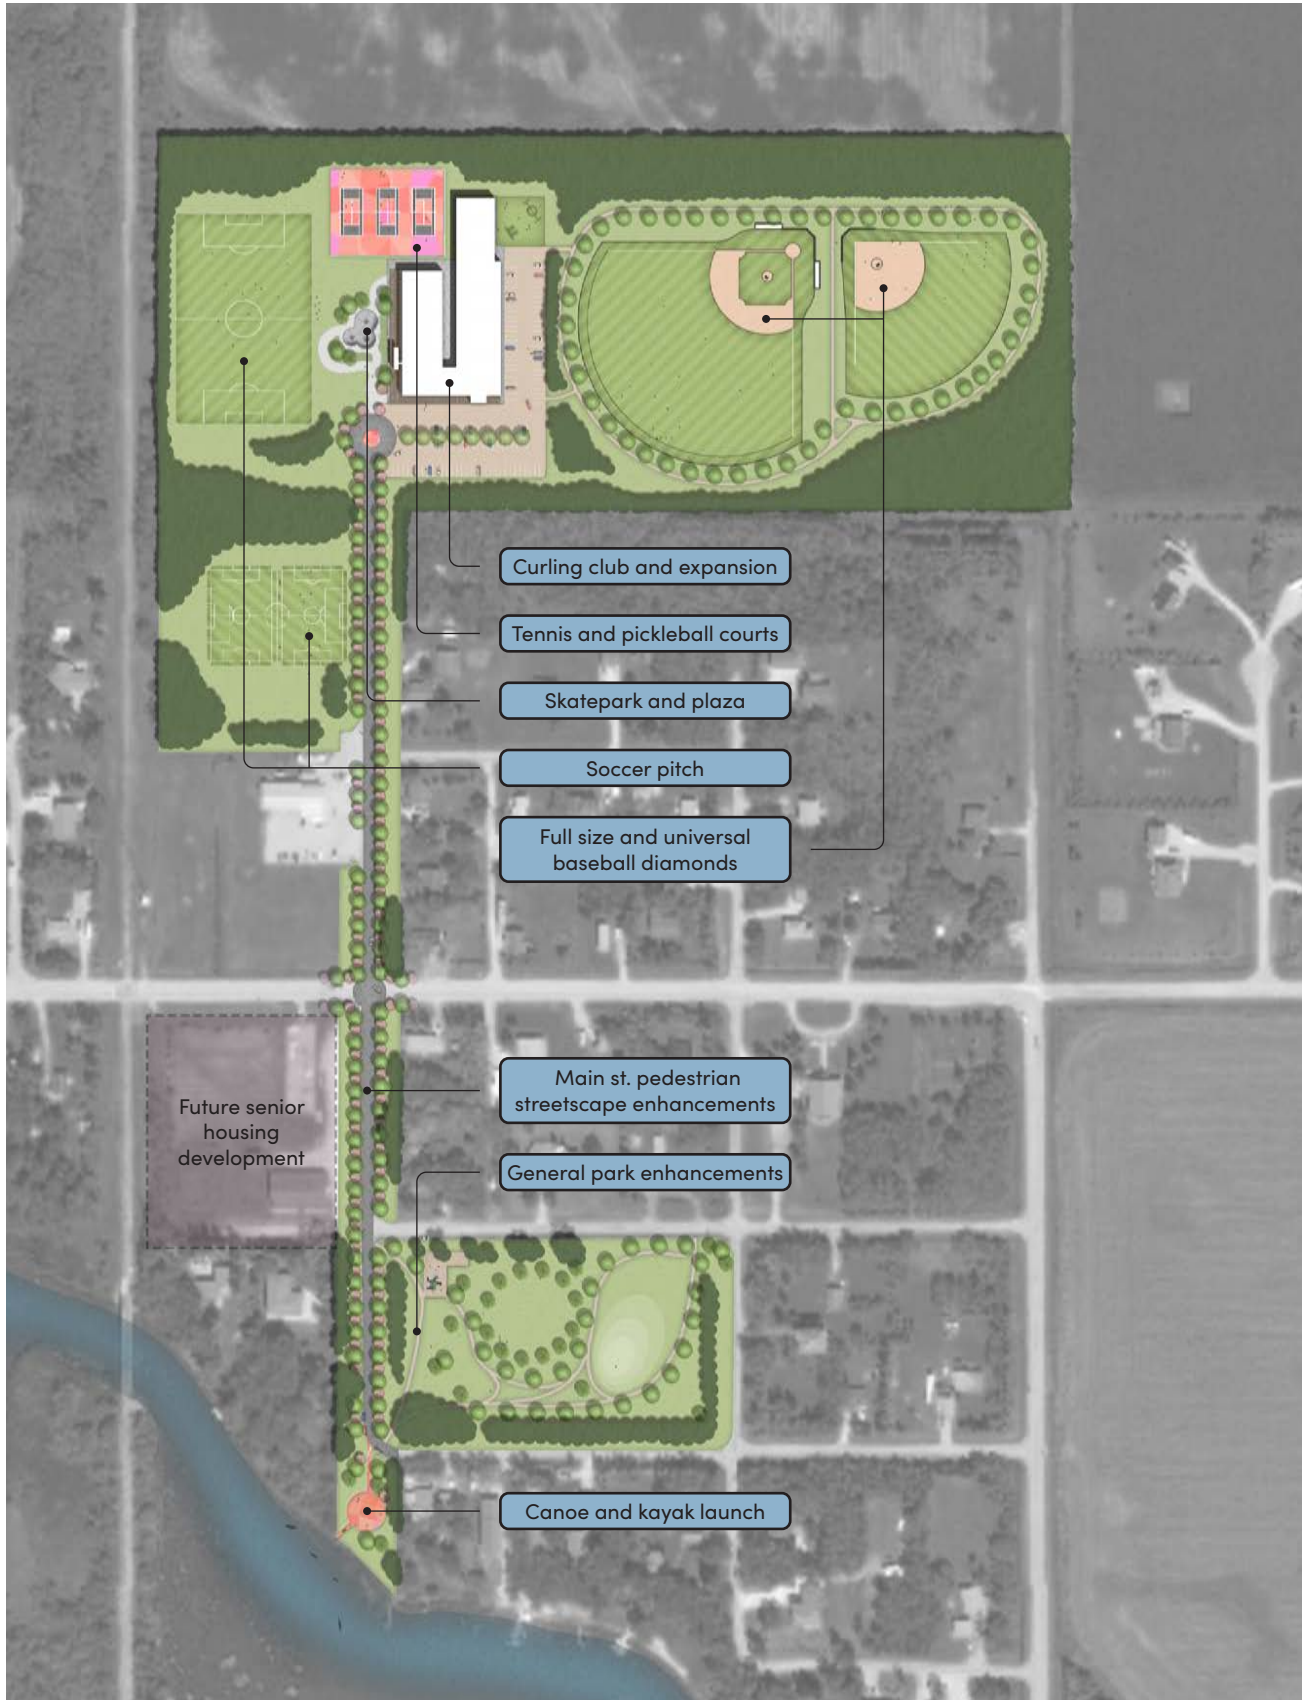 Curling club and expansion
Tennis and pickleball courts
Skatepark and plaza
Soccer pitch
Full size and universal
baseball diamonds
Main st. pedestrian
streetscape enhancements
Future senior
housing
development
General park enhancements
Canoe and kayak launch